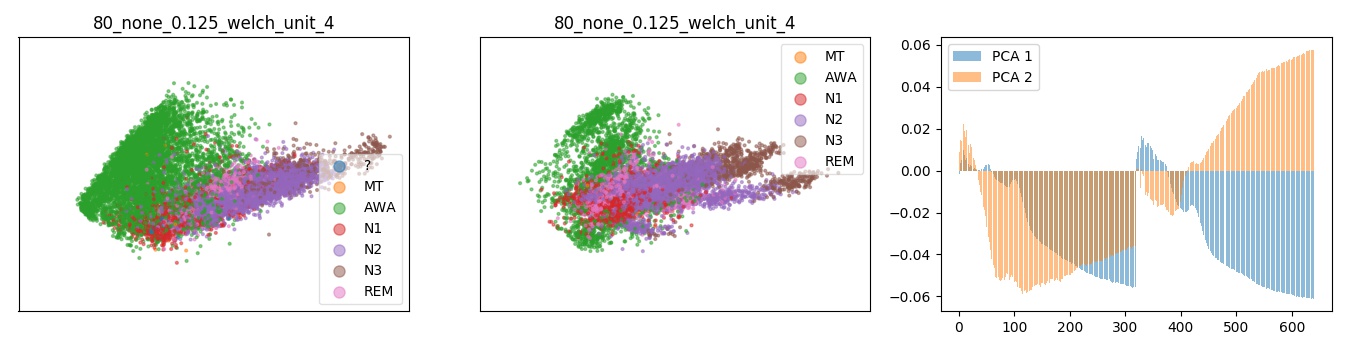 80_none_0.125_welch_unit_4
?
MT
AWA
N1
N2
N3
REM
80_none_0.125_welch_unit_4
MT
AWA
N1
N2
N3
REM
PCA 1
PCA 2
0.06
0.04
0.02
0.00
−0.02
−0.04
−0.06
0 100 200 300 400 500 600